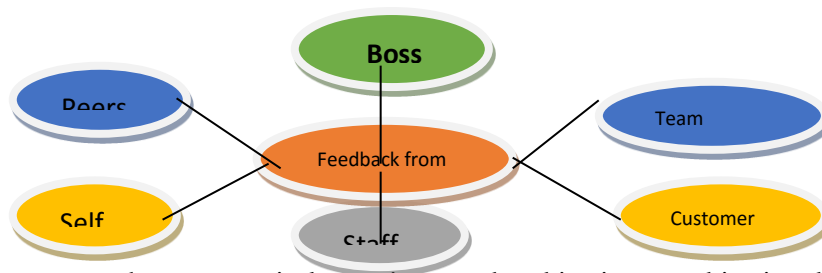 Boss
Peers
Team
Feedback from
Self
Customer
Staff